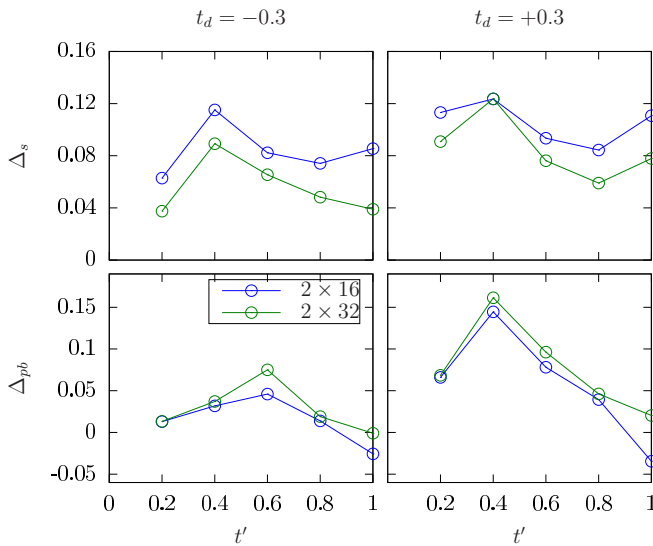 t_d = −0.3 t_d = +0.3
0.16
0.12
Δ_s
0.08
0.04
0
0.15
2 × 16
2 × 32
0.1
Δ_pb
0.05
0
-0.05
0 0.2 0.4 0.6 0.8 1 0.2 0.4 0.6 0.8 1
t′ t′